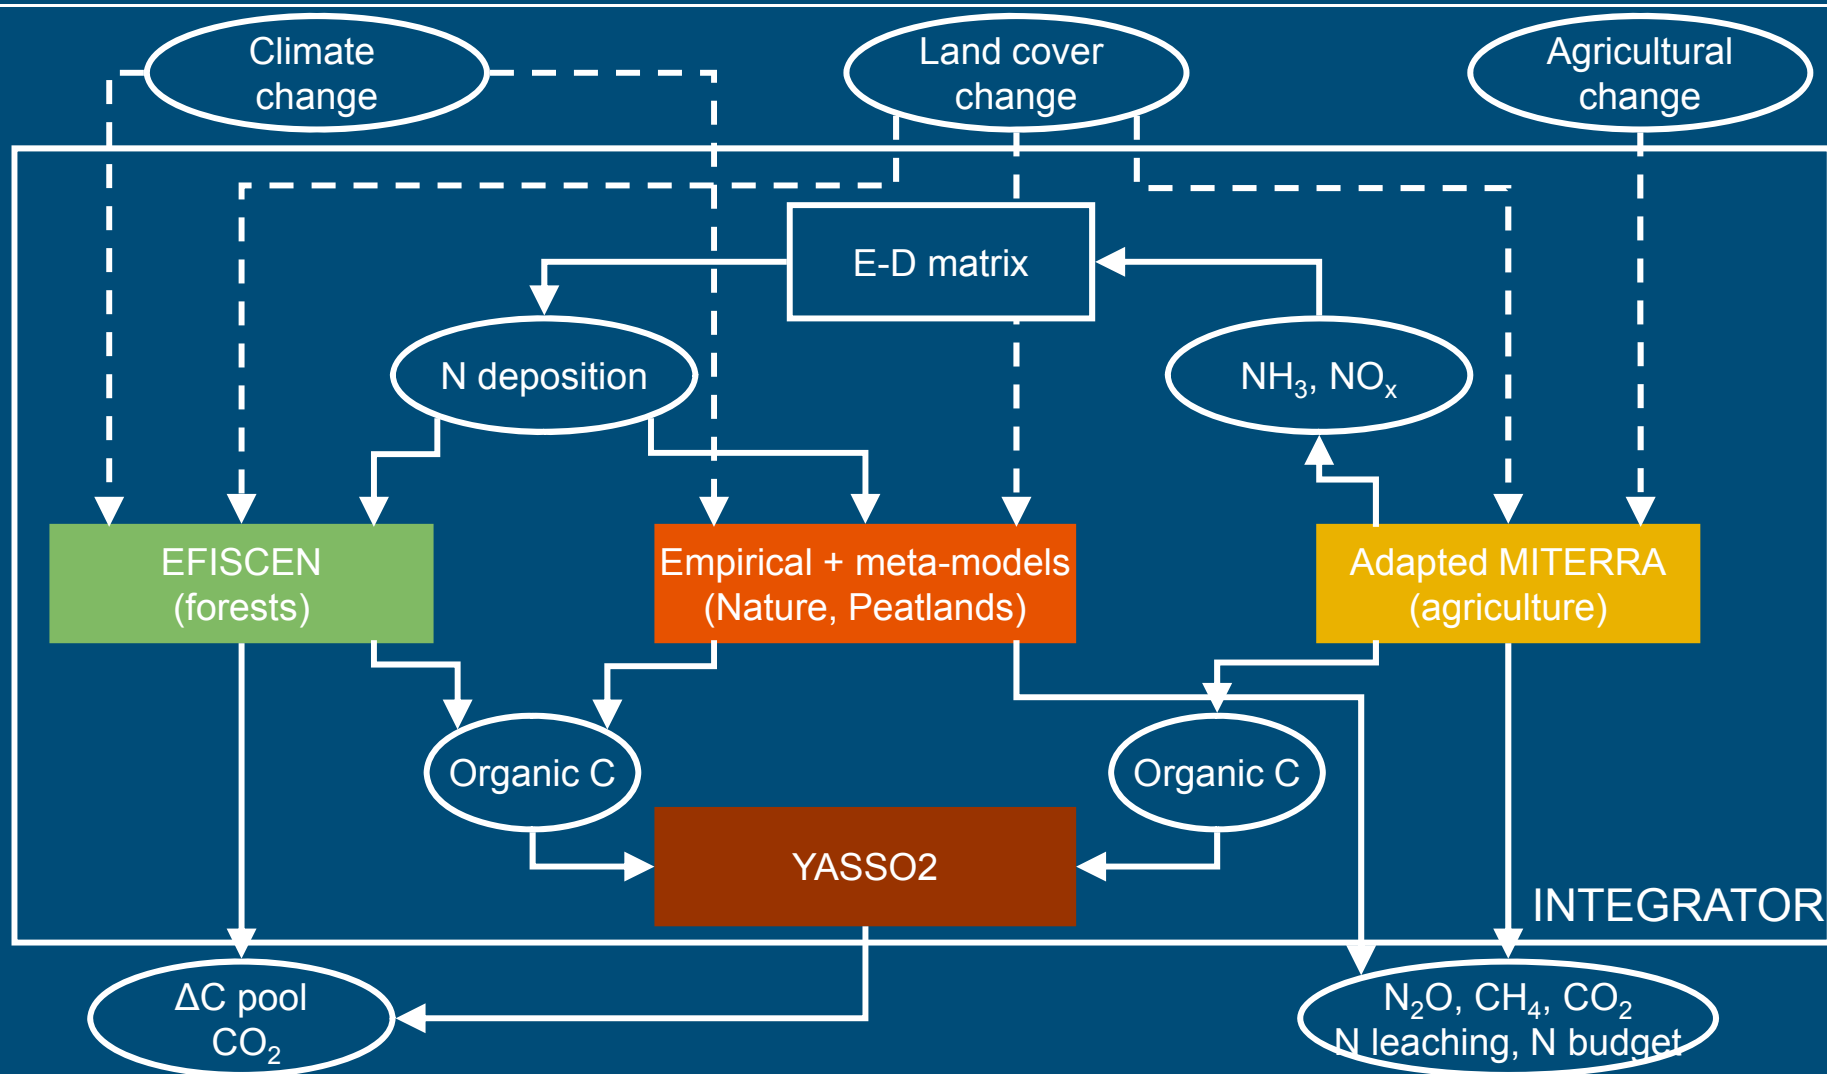 Climate
change
Land cover
change
Agricultural
change
E-D matrix
N deposition
NH₃, NOₓ
EFISCEN
(forests)
Empirical + meta-models
(Nature, Peatlands)
Adapted MITERRA
(agriculture)
Organic C
Organic C
YASSO2
INTEGRATOR
ΔC pool
CO₂
N₂O, CH₄, CO₂
N leaching, N budget